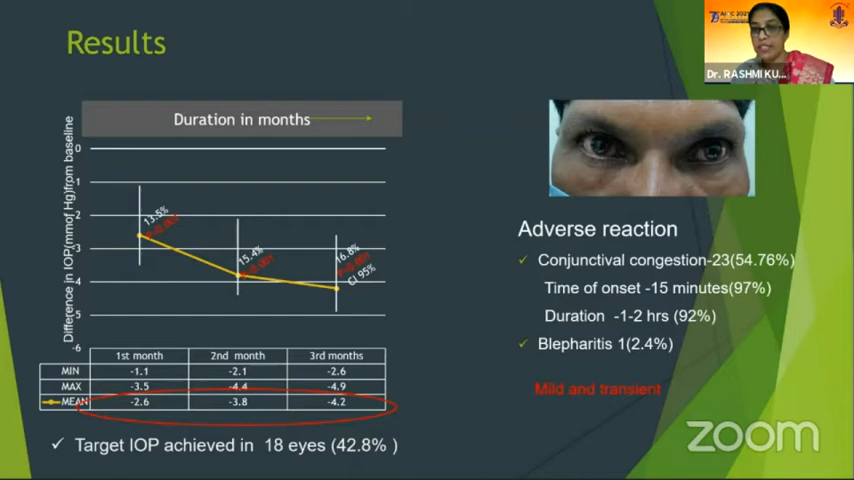 Results
Dr. RASHMI KU...
Duration in months
Difference in IOP(mmof Hg)from baseline
0
-1
-2
-3
-4
-5
-6
13.5%
15.4%
16.8%
CI 95%
1st month 2nd month 3rd months
MIN -1.1 -2.1 -2.6
MAX -3.5 -4.4 -4.9
MEAN -2.6 -3.8 -4.2
✓ Target IOP achieved in 18 eyes (42.8% )
Adverse reaction
✓ Conjunctival congestion-23(54.76%)
Time of onset -15 minutes(97%)
Duration -1-2 hrs (92%)
✓ Blepharitis 1(2.4%)
Mild and transient
zoom